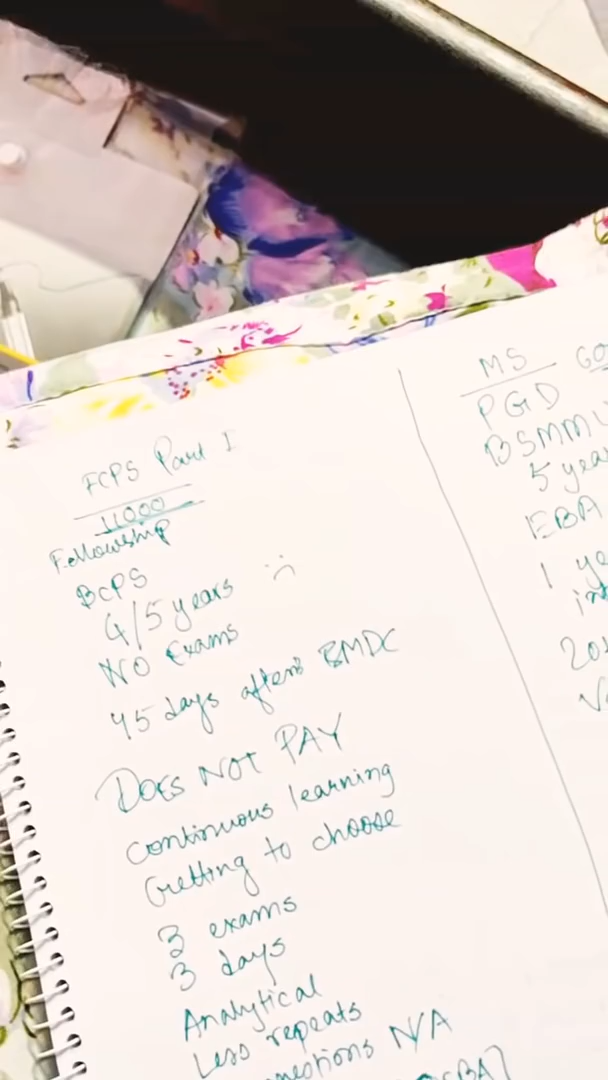 FCPS Part I
11000
Fellowship
BCPS
4/5 years :(
No Exams
45 days after BMDC
DOES NOT PAY
continuous learning
Getting to choose
3 exams
3 days
Analytical
Less repeats
N/A
MS
PGD
BSMMU
5 year
EBA
1 ye